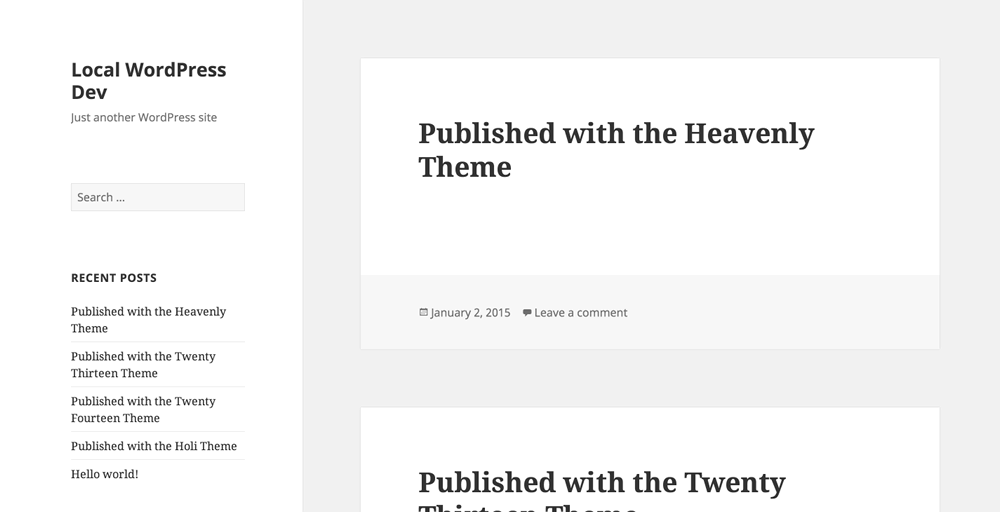 Local WordPress
Dev
Just another WordPress site
Search ...
RECENT POSTS
Published with the Heavenly
Theme
Published with the Twenty
Thirteen Theme
Published with the Twenty
Fourteen Theme
Published with the Holi Theme
Hello world!
Published with the Heavenly
Theme
January 2, 2015 Leave a comment
Published with the Twenty
Thirteen Theme